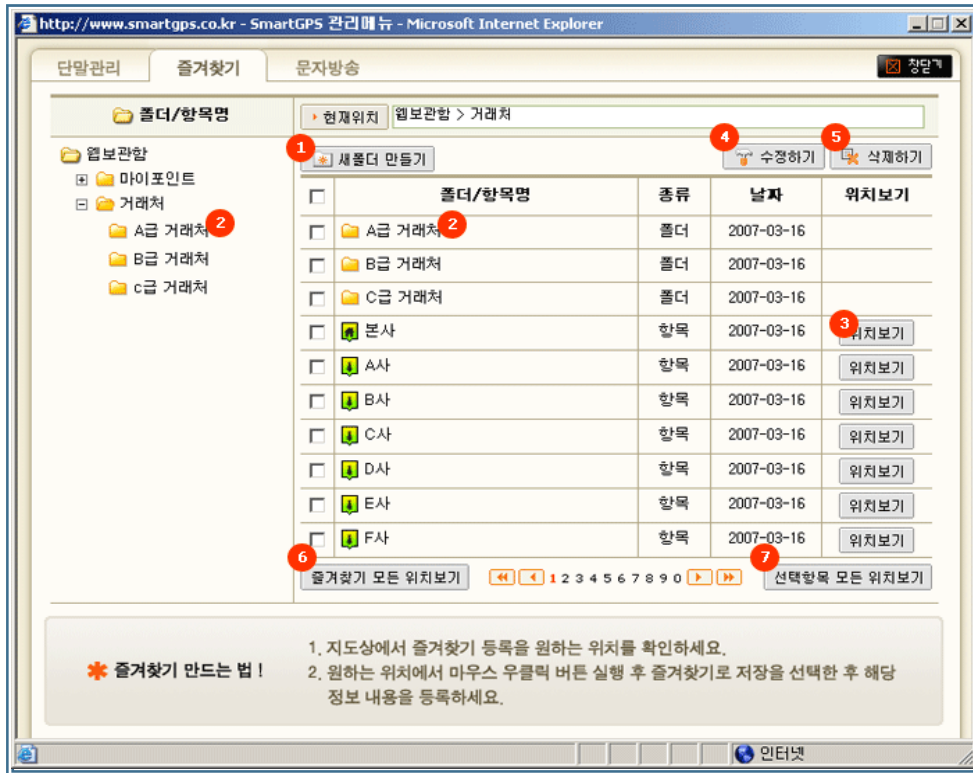 http://www.smartgps.co.kr - SmartGPS 관리메뉴 - Microsoft Internet Explorer
단말관리 즐겨찾기 문자방송 창닫기
폴더/항목명 현재위치 웹보관함 > 거래처
1 새폴더 만들기 4 수정하기 5 삭제하기
웹보관함
마이포인트
거래처
A급 거래처 2
B급 거래처
c급 거래처
폴더/항목명 종류 날짜 위치보기
A급 거래처 2 폴더 2007-03-16
B급 거래처 폴더 2007-03-16
C급 거래처 폴더 2007-03-16
본사 항목 2007-03-16 3 위치보기
A사 항목 2007-03-16 위치보기
B사 항목 2007-03-16 위치보기
C사 항목 2007-03-16 위치보기
D사 항목 2007-03-16 위치보기
E사 항목 2007-03-16 위치보기
F사 항목 2007-03-16 위치보기
6 즐겨찾기 모든 위치보기 1 2 3 4 5 6 7 8 9 0 7 선택항목 모든 위치보기
즐겨찾기 만드는 법 !
1. 지도상에서 즐겨찾기 등록을 원하는 위치를 확인하세요.
2. 원하는 위치에서 마우스 우클릭 버튼 실행 후 즐겨찾기로 저장을 선택한 후 해당
정보 내용을 등록하세요.
인터넷